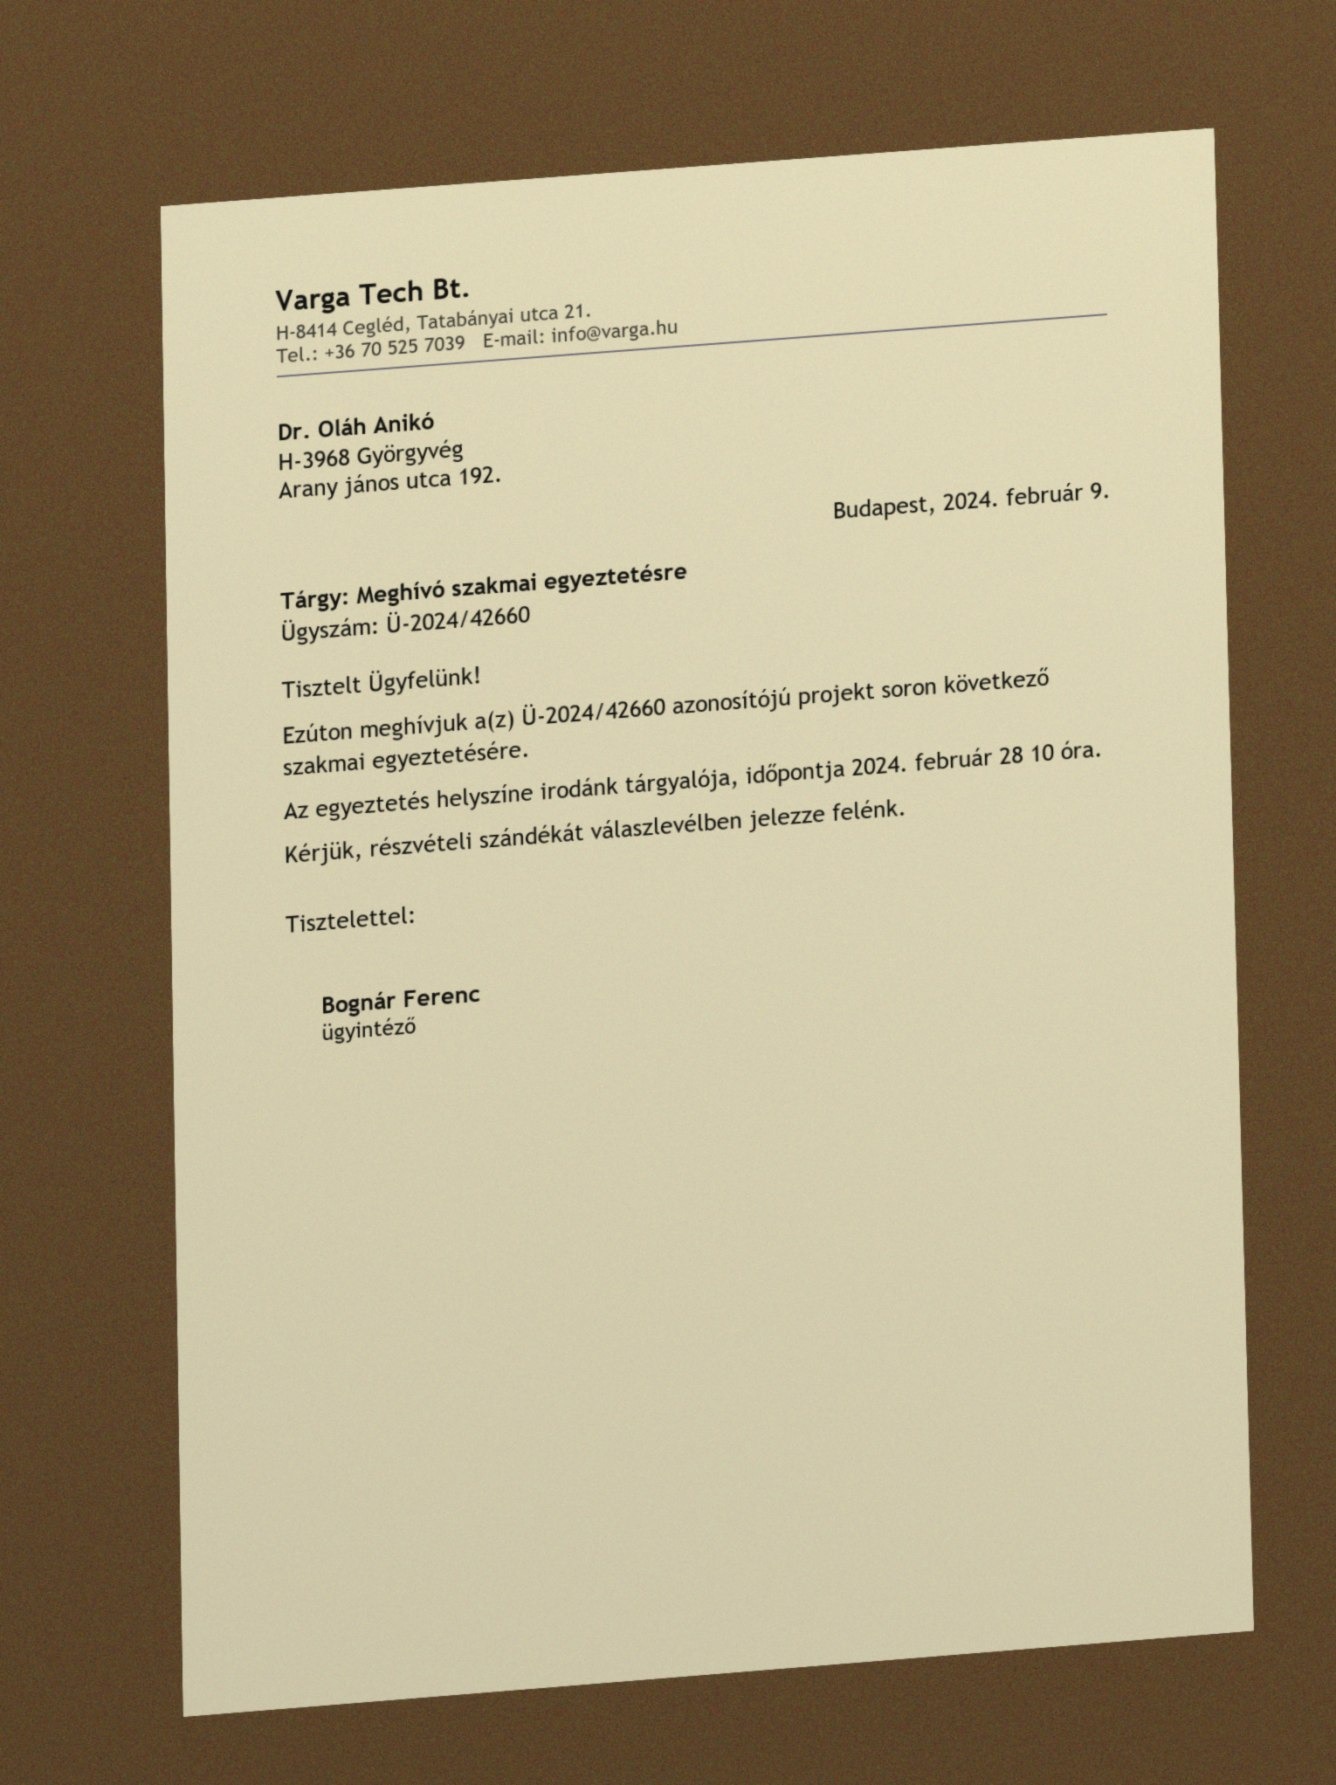 Varga Tech Bt.
H-8414 Cegléd, Tatabányai utca 21.
Tel.: +36 70 525 7039   E-mail: info@varga.hu
Dr. Oláh Anikó
H-3968 Györgyvég
Arany jános utca 192.
Budapest, 2024. február 9.
Tárgy: Meghívó szakmai egyeztetésre
Ügyszám: Ü-2024/42660
Tisztelt Ügyfelünk!
Ezúton meghívjuk a(z) Ü-2024/42660 azonosítójú projekt soron következő
szakmai egyeztetésére.
Az egyeztetés helyszíne irodánk tárgyalója, időpontja 2024. február 28 10 óra.
Kérjük, részvételi szándékát válaszlevélben jelezze felénk.
Tisztelettel:
Bognár Ferenc
ügyintéző